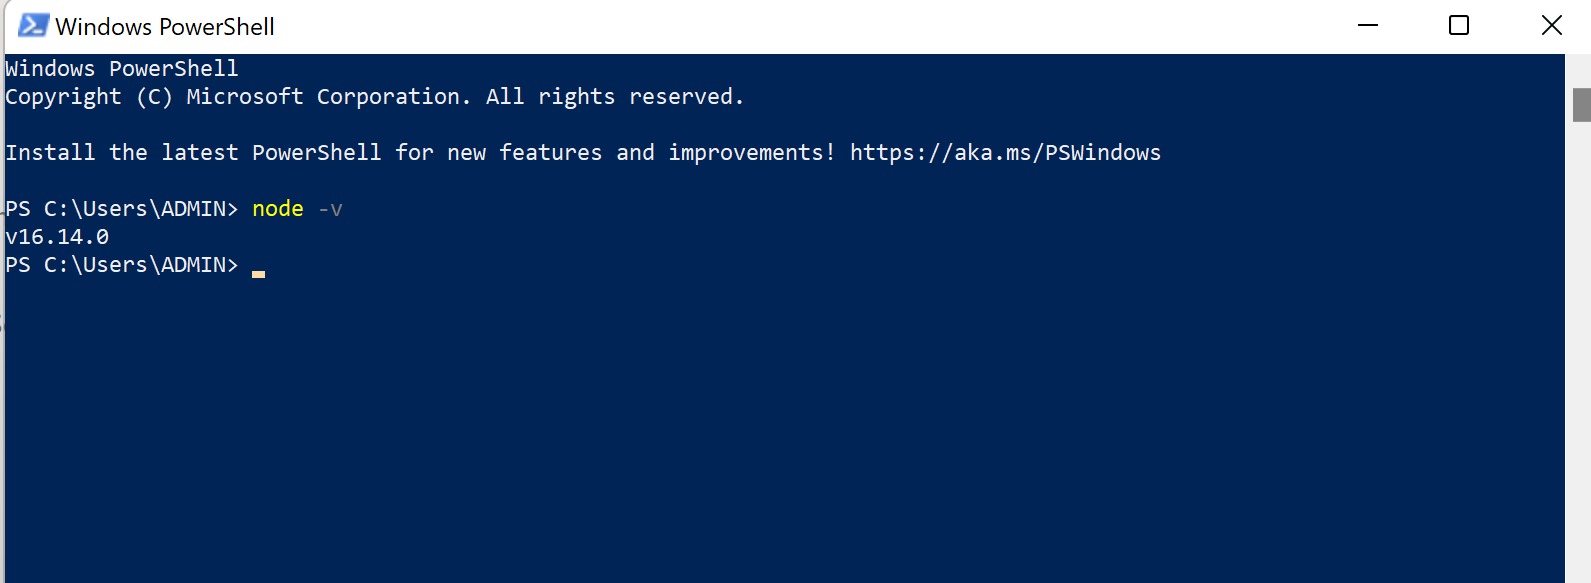 Windows PowerShell
Windows PowerShell
Copyright (C) Microsoft Corporation. All rights reserved.
Install the latest PowerShell for new features and improvements! https://aka.ms/PSWindows
PS C:\Users\ADMIN> node -v
v16.14.0
PS C:\Users\ADMIN>